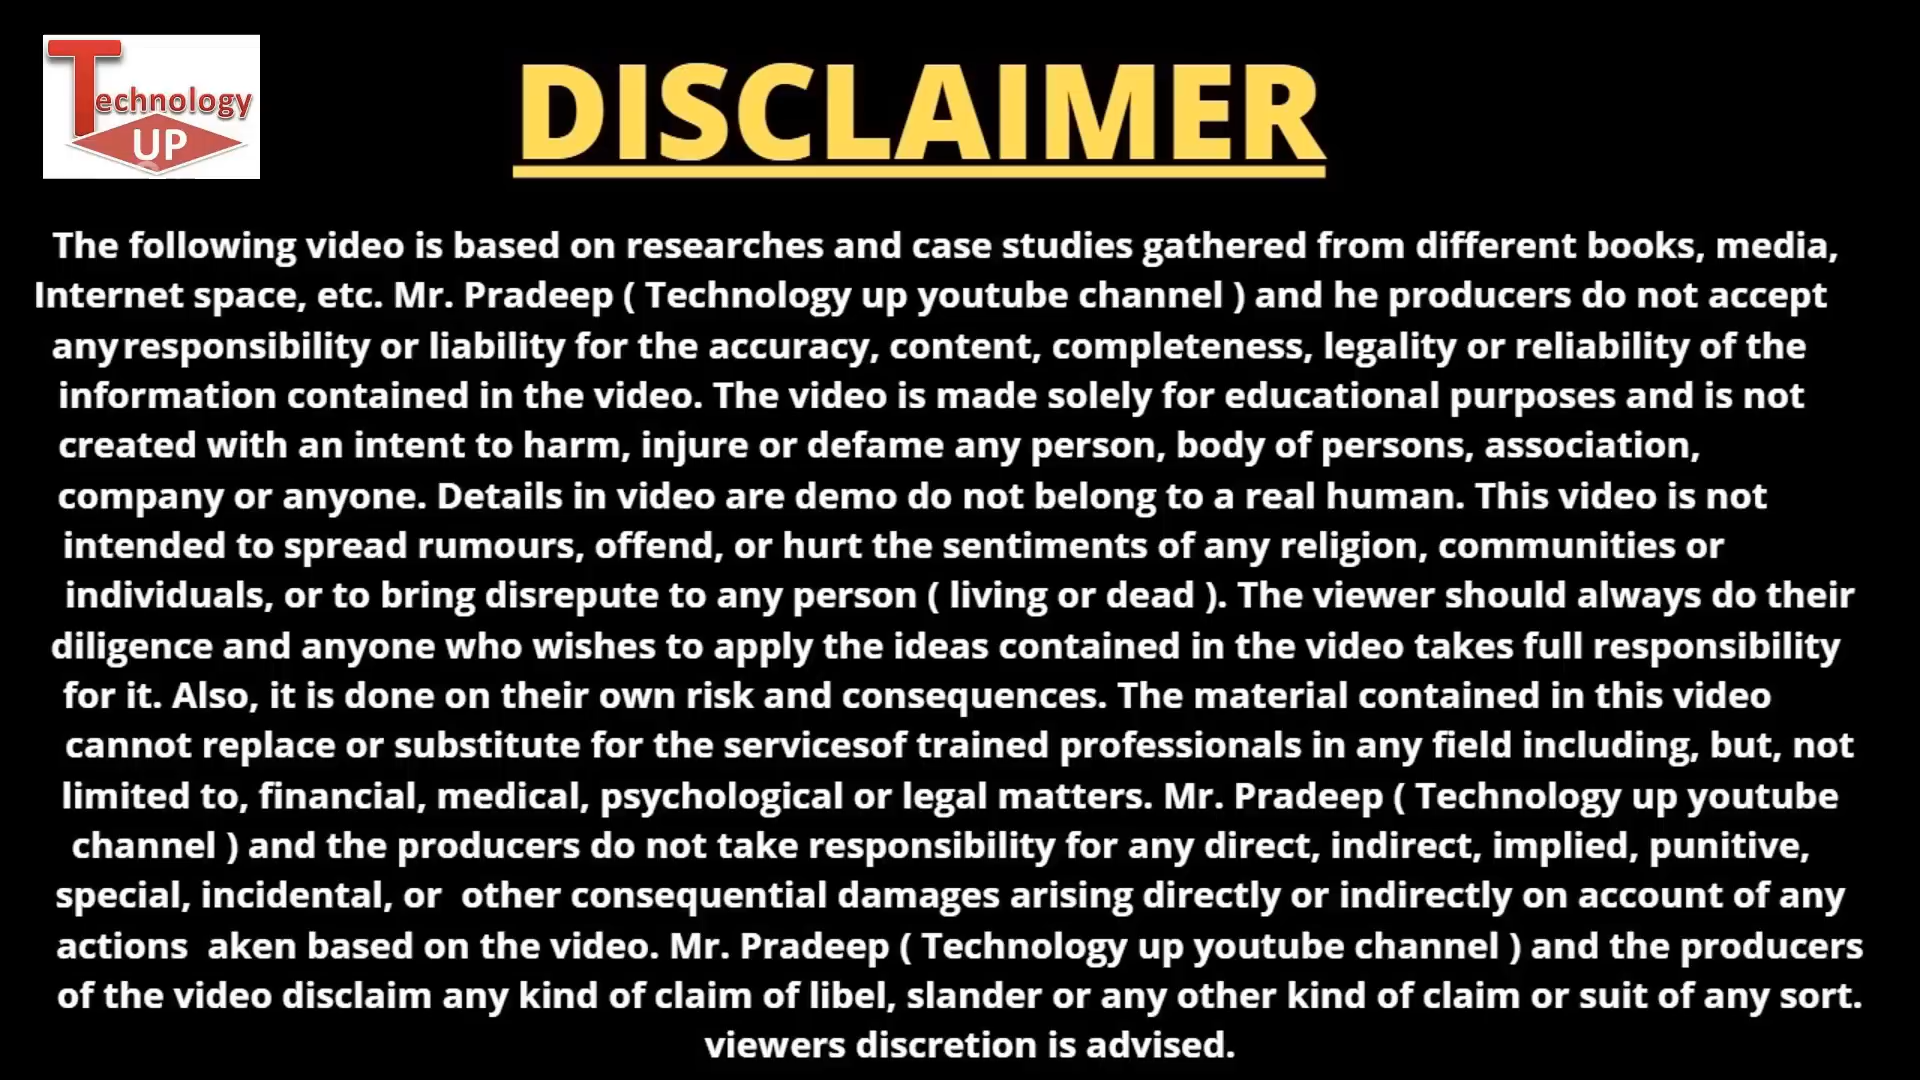 Technology
UP
DISCLAIMER
The following video is based on researches and case studies gathered from different books, media,
Internet space, etc. Mr. Pradeep ( Technology up youtube channel ) and he producers do not accept
any responsibility or liability for the accuracy, content, completeness, legality or reliability of the
information contained in the video. The video is made solely for educational purposes and is not
created with an intent to harm, injure or defame any person, body of persons, association,
company or anyone. Details in video are demo do not belong to a real human. This video is not
intended to spread rumours, offend, or hurt the sentiments of any religion, communities or
individuals, or to bring disrepute to any person ( living or dead ). The viewer should always do their
diligence and anyone who wishes to apply the ideas contained in the video takes full responsibility
for it. Also, it is done on their own risk and consequences. The material contained in this video
cannot replace or substitute for the servicesof trained professionals in any field including, but, not
limited to, financial, medical, psychological or legal matters. Mr. Pradeep ( Technology up youtube
channel ) and the producers do not take responsibility for any direct, indirect, implied, punitive,
special, incidental, or  other consequential damages arising directly or indirectly on account of any
actions  aken based on the video. Mr. Pradeep ( Technology up youtube channel ) and the producers
of the video disclaim any kind of claim of libel, slander or any other kind of claim or suit of any sort.
viewers discretion is advised.